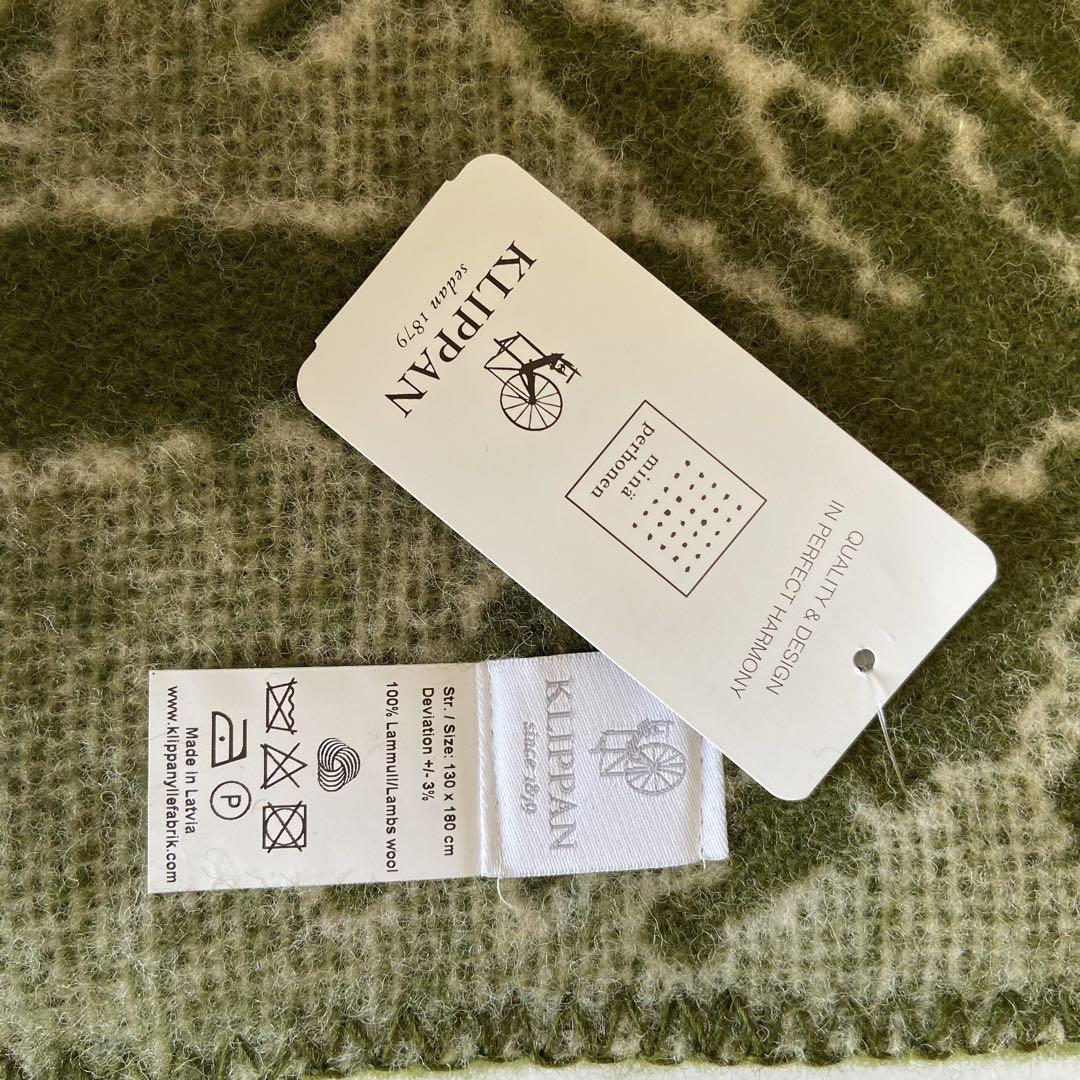 KLIPPAN
sedan 1879
minä
perhonen
QUALITY & DESIGN
IN PERFECT HARMONY
KLIPPAN
since 1879
Str. / Size: 130 x 180 cm
Deviation +/- 3%
100% Lammull/Lambs wool
P
Made in Latvia
www.klippanyllefabrik.com